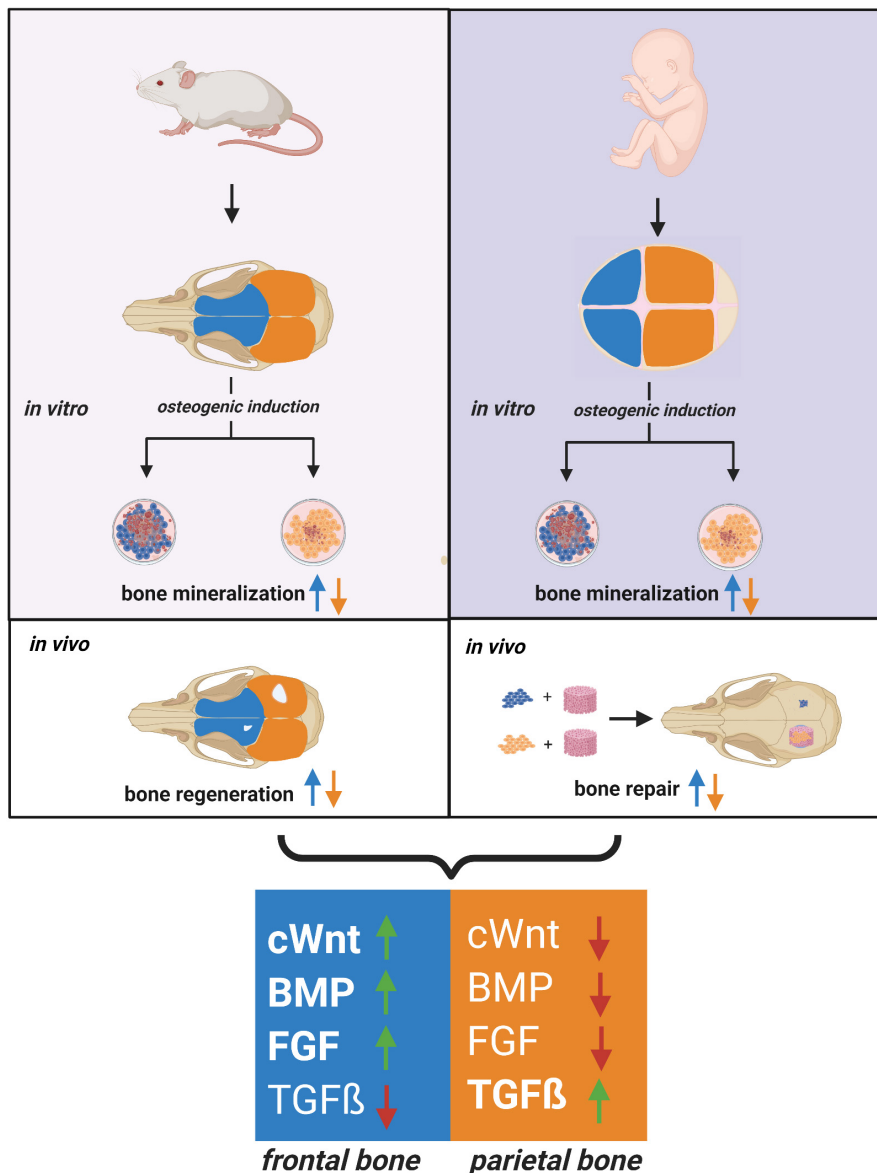 in vitro
osteogenic induction
bone mineralization
in vitro
osteogenic induction
bone mineralization
in vivo
bone regeneration
in vivo
+
+
bone repair
cWnt
BMP
FGF
TGFß
cWnt
BMP
FGF
TGFß
frontal bone
parietal bone